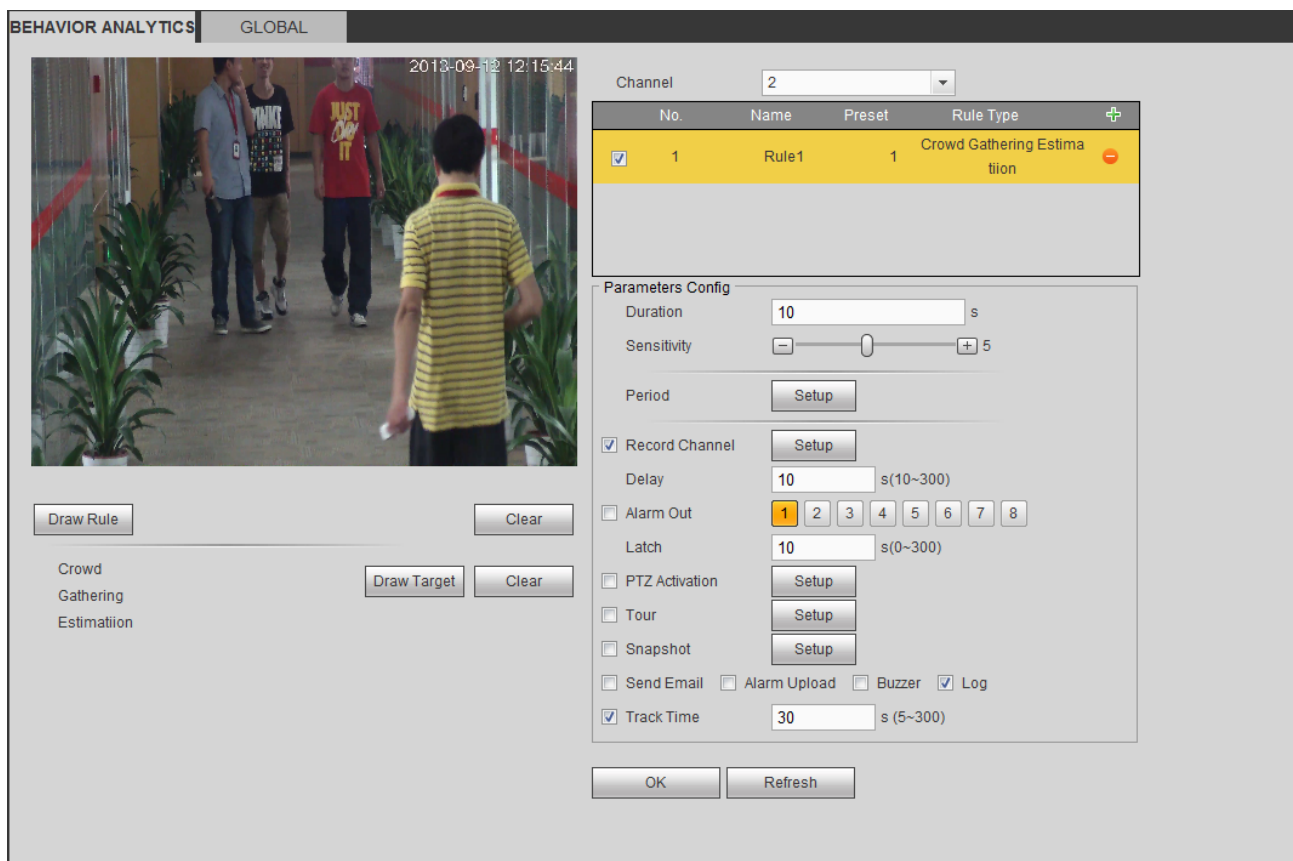 BEHAVIOR ANALYTICS GLOBAL
2013-09-12 12:15:44
JUST
IT
Draw Rule Clear
Crowd
Gathering
Estimatiion
Draw Target Clear
Channel 2
No. Name Preset Rule Type
1 Rule1 1 Crowd Gathering Estima
tiion
Parameters Config
Duration 10 s
Sensitivity 5
Period Setup
Record Channel Setup
Delay 10 s(10~300)
Alarm Out 1 2 3 4 5 6 7 8
Latch 10 s(0~300)
PTZ Activation Setup
Tour Setup
Snapshot Setup
Send Email Alarm Upload Buzzer Log
Track Time 30 s (5~300)
OK Refresh